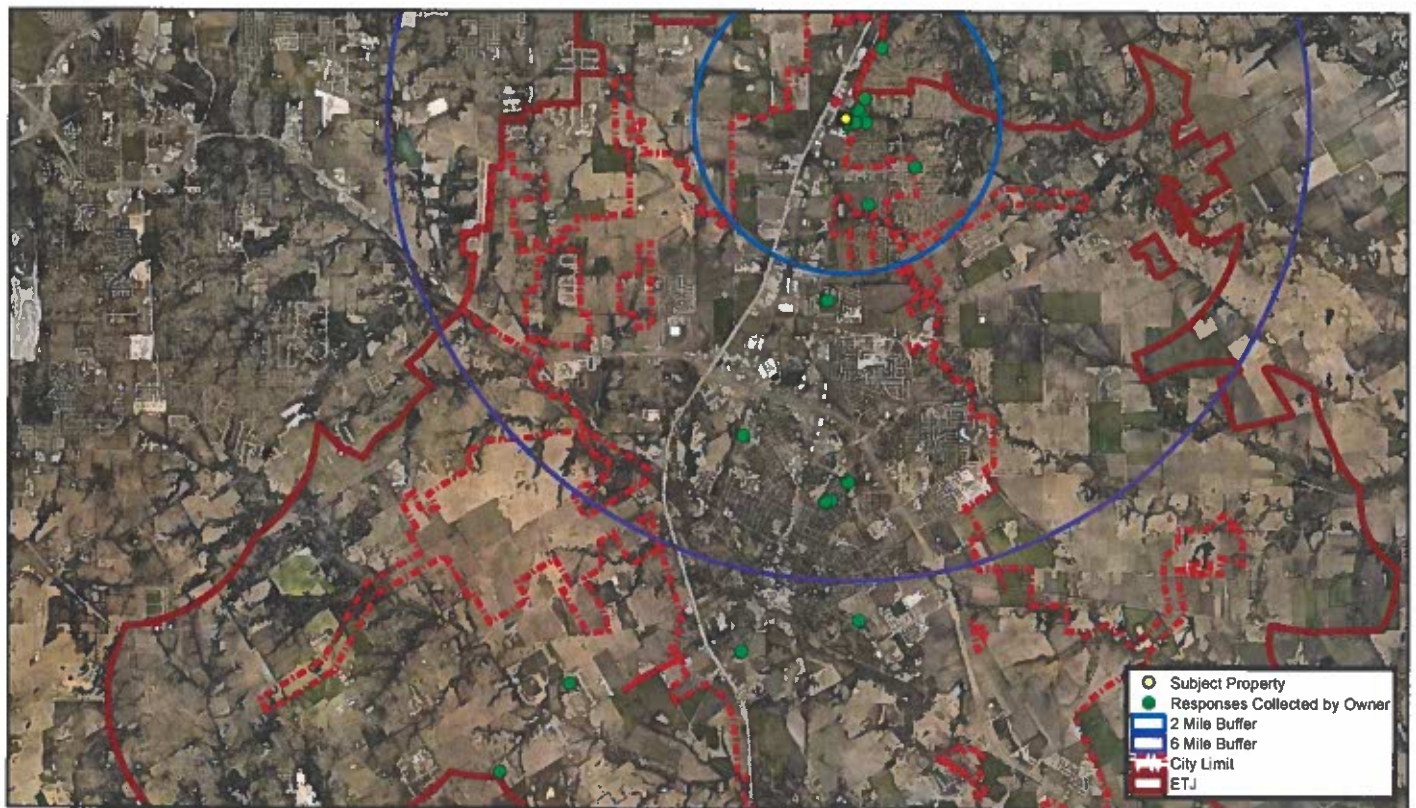 Subject Property
Responses Collected by Owner
2 Mile Buffer
6 Mile Buffer
City Limit
ETJ